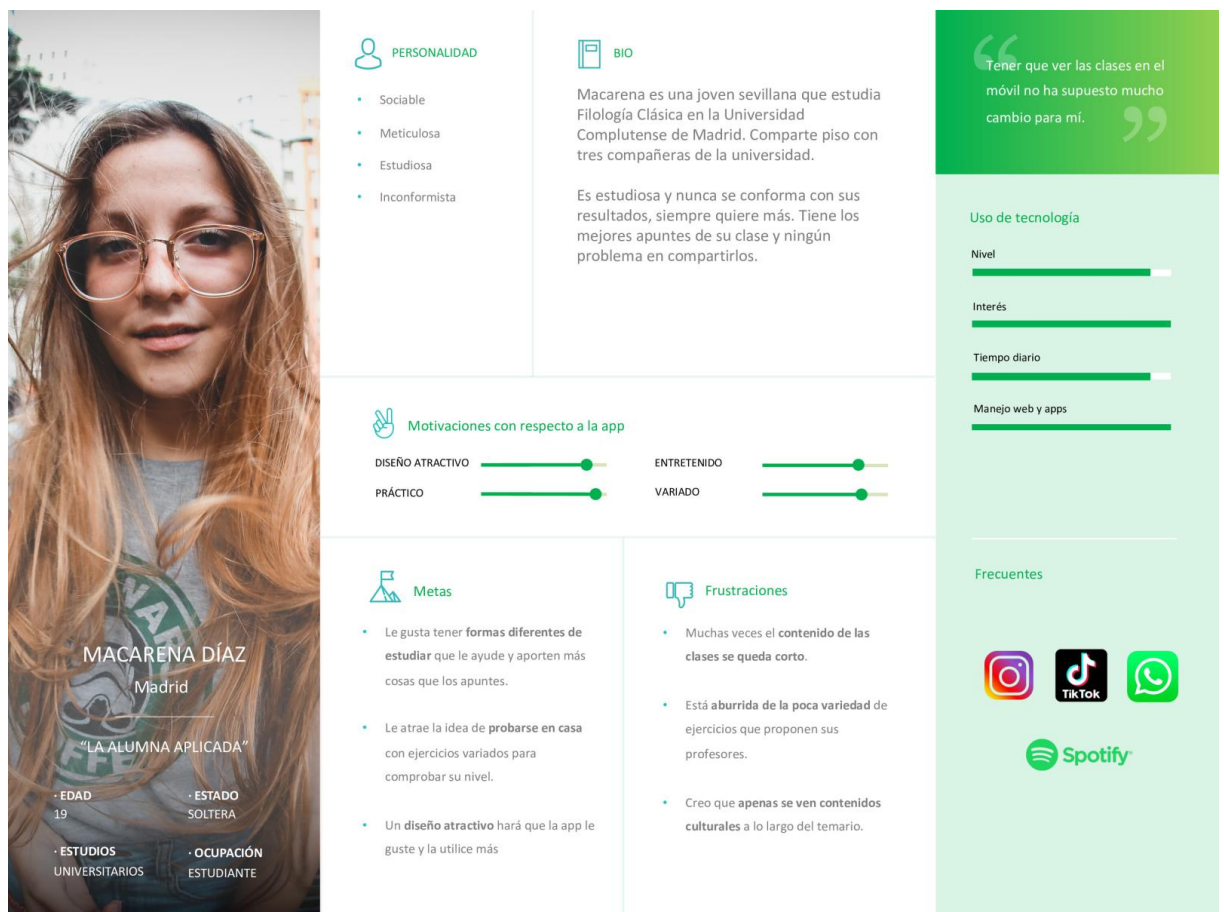 MACARENA DÍAZ
Madrid
“LA ALUMNA APLICADA”
· EDAD
19
· ESTADO
SOLTERA
· ESTUDIOS
UNIVERSITARIOS
· OCUPACIÓN
ESTUDIANTE
PERSONALIDAD
• Sociable
• Meticulosa
• Estudiosa
• Inconformista
BIO
Macarena es una joven sevillana que estudia
Filología Clásica en la Universidad
Complutense de Madrid. Comparte piso con
tres compañeras de la universidad.
Es estudiosa y nunca se conforma con sus
resultados, siempre quiere más. Tiene los
mejores apuntes de su clase y ningún
problema en compartirlos.
Motivaciones con respecto a la app
DISEÑO ATRACTIVO
PRÁCTICO
ENTRETENIDO
VARIADO
Metas
• Le gusta tener formas diferentes de
estudiar que le ayude y aporten más
cosas que los apuntes.
• Le atrae la idea de probarse en casa
con ejercicios variados para
comprobar su nivel.
• Un diseño atractivo hará que la app le
guste y la utilice más
Frustraciones
• Muchas veces el contenido de las
clases se queda corto.
• Está aburrida de la poca variedad de
ejercicios que proponen sus
profesores.
• Creo que apenas se ven contenidos
culturales a lo largo del temario.
“Tener que ver las clases en el
móvil no ha supuesto mucho
cambio para mí.”
Uso de tecnología
Nivel
Interés
Tiempo diario
Manejo web y apps
Frecuentes
TikTok
Spotify